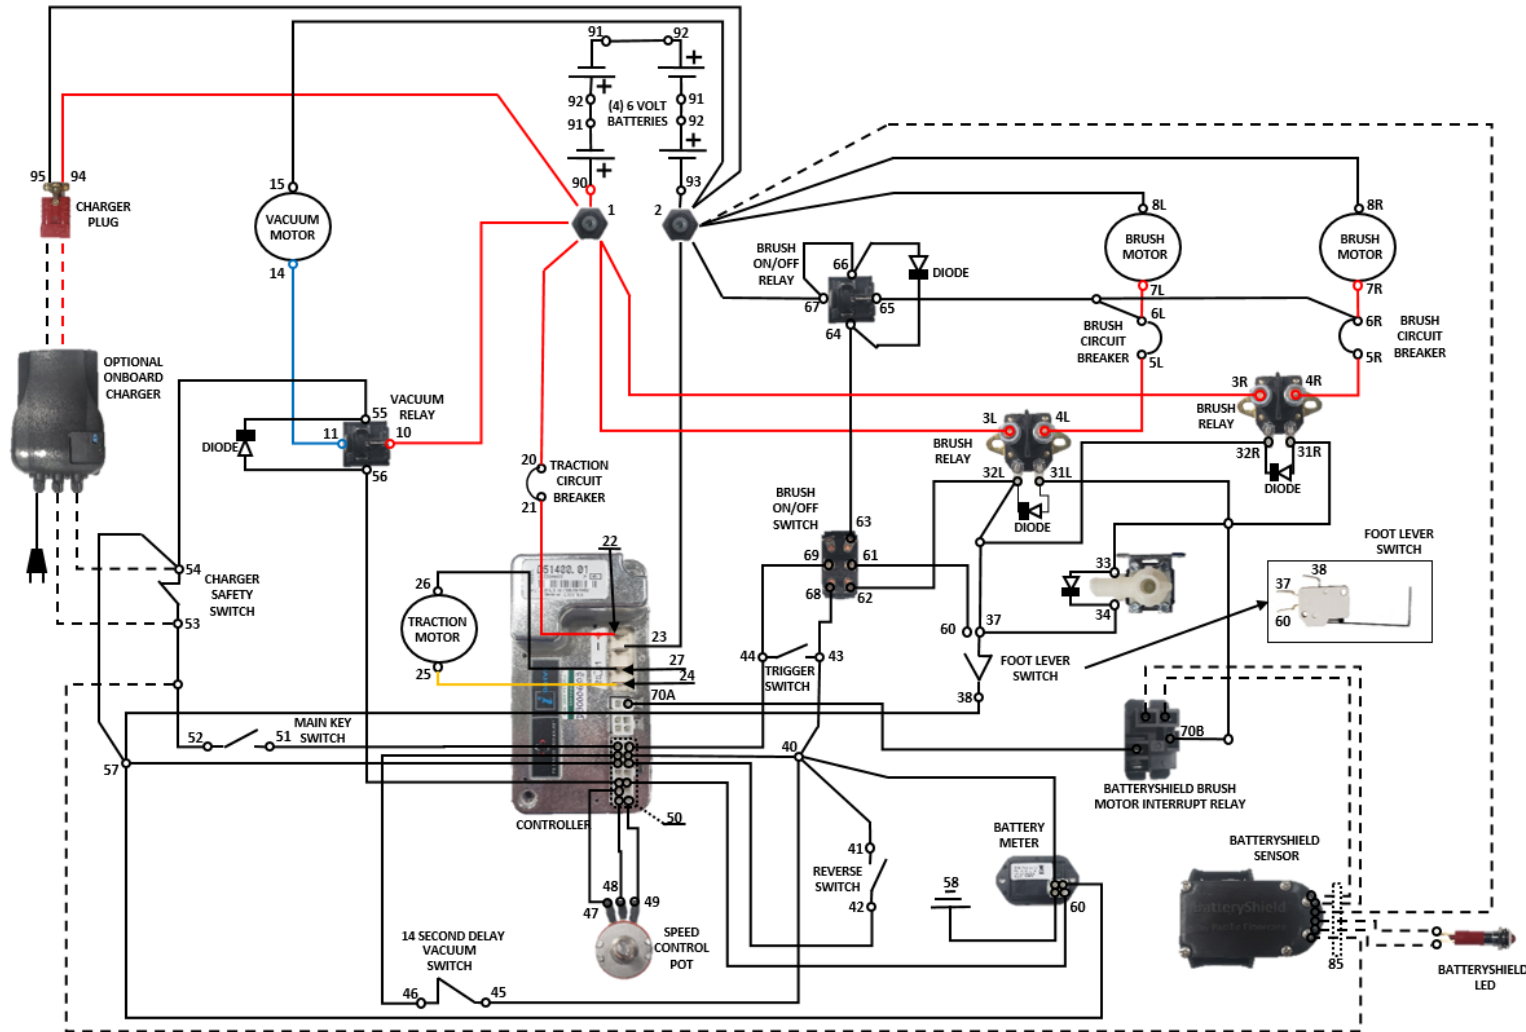 91
92
92
91
(4) 6 VOLT
BATTERIES
91
92
90
93
95
94
CHARGER
PLUG
15
VACUUM
MOTOR
14
1
2
BRUSH
ON/OFF
RELAY
66
DIODE
67
65
64
8L
BRUSH
MOTOR
7L
6L
BRUSH
CIRCUIT
BREAKER
5L
8R
BRUSH
MOTOR
7R
6R
BRUSH
CIRCUIT
BREAKER
5R
OPTIONAL
ONBOARD
CHARGER
55
VACUUM
RELAY
11
10
DIODE
56
3R
4R
BRUSH
RELAY
32R
31R
DIODE
3L
4L
BRUSH
RELAY
32L
31L
DIODE
20
TRACTION
CIRCUIT
BREAKER
21
BRUSH
ON/OFF
SWITCH
63
69
61
68
62
FOOT LEVER
SWITCH
38
37
60
33
34
54
CHARGER
SAFETY
SWITCH
53
22
26
TRACTION
MOTOR
25
23
27
24
70A
44
43
TRIGGER
SWITCH
60
37
FOOT LEVER
SWITCH
38
52
51
MAIN KEY
SWITCH
57
40
70B
BATTERYSHIELD BRUSH
MOTOR INTERRUPT RELAY
CONTROLLER
50
BATTERY
METER
60
58
41
REVERSE
SWITCH
42
48
47
49
SPEED
CONTROL
POT
14 SECOND DELAY
VACUUM
SWITCH
46
45
BATTERYSHIELD
SENSOR
BatteryShield
85
BATTERYSHIELD
LED